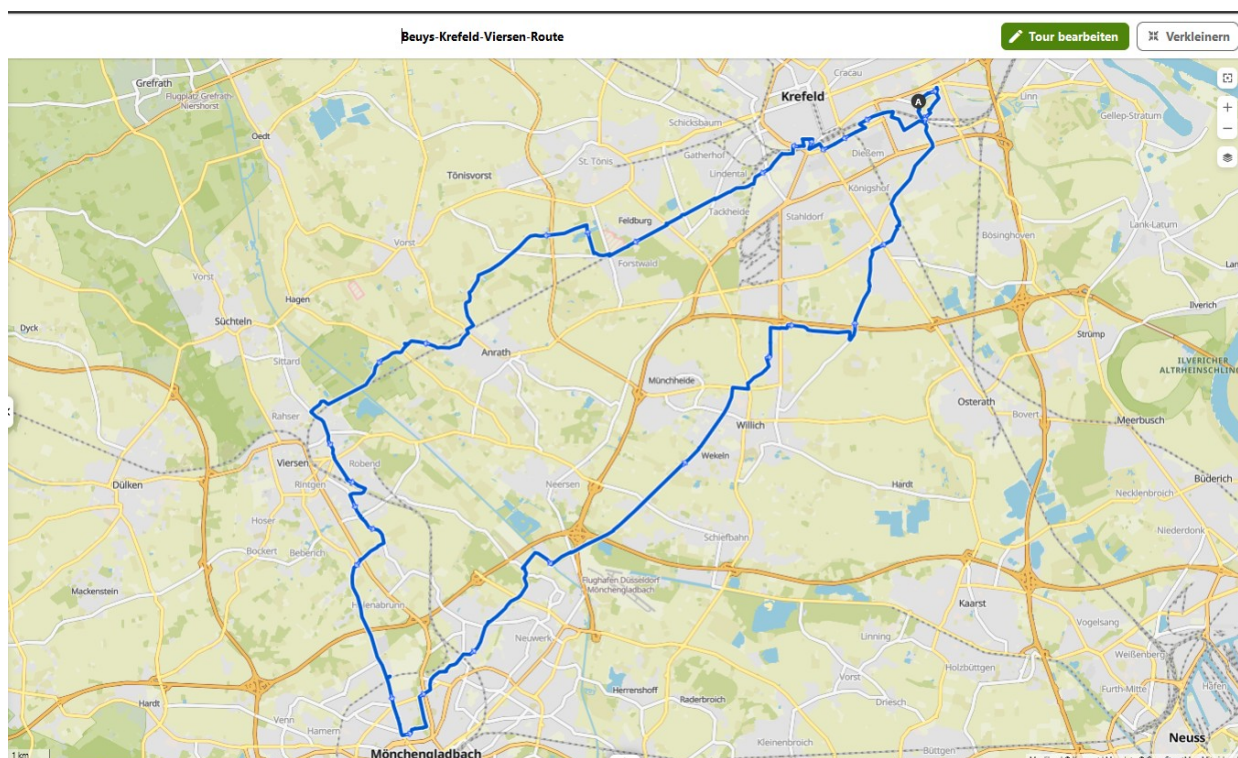 Beuys-Krefeld-Viersen-Route
Tour bearbeiten
Verkleinern
Grefrath
Flugplatz Grefrath-
Niershorst
Cracau
Krefeld
Linn
Gellep-Stratum
Oedt
Schicksbaum
St. Tönis
Gatherhof
Dießem
Lindental
Tönisvorst
Königshof
Feldburg
Tackheide
Stahldorf
Lank-Latum
Bösinghoven
Vorst
Forstwald
Vorst
Hagen
Ilverich
Süchteln
Strümp
Dyck
Anrath
Sittard
ILVERICHER
ALTRHEINSCHLING
Münchheide
Osterath
Bovert
Rahser
Meerbusch
Willich
Wekeln
Viersen
Robend
Dülken
Rintgen
Neersen
Hardt
Büderich
Necklenbroich
Hoser
Niederdonk
Schiefbahn
Bockert
Beberich
Flughafen Düsseldorf
Mönchengladbach
Mackenstein
Kaarst
Helenabrunn
Vogelsang
Neuwerk
Linning
Weißenberg
Holzbüttgen
Vorst
Herrenshoff
Furth-Mitte
Hafen
Raderbroich
Driesch
Hardt
Venn
Hamern
Neuss
Kleinenbroich
Büttgen
1 km
Mönchengladbach
A